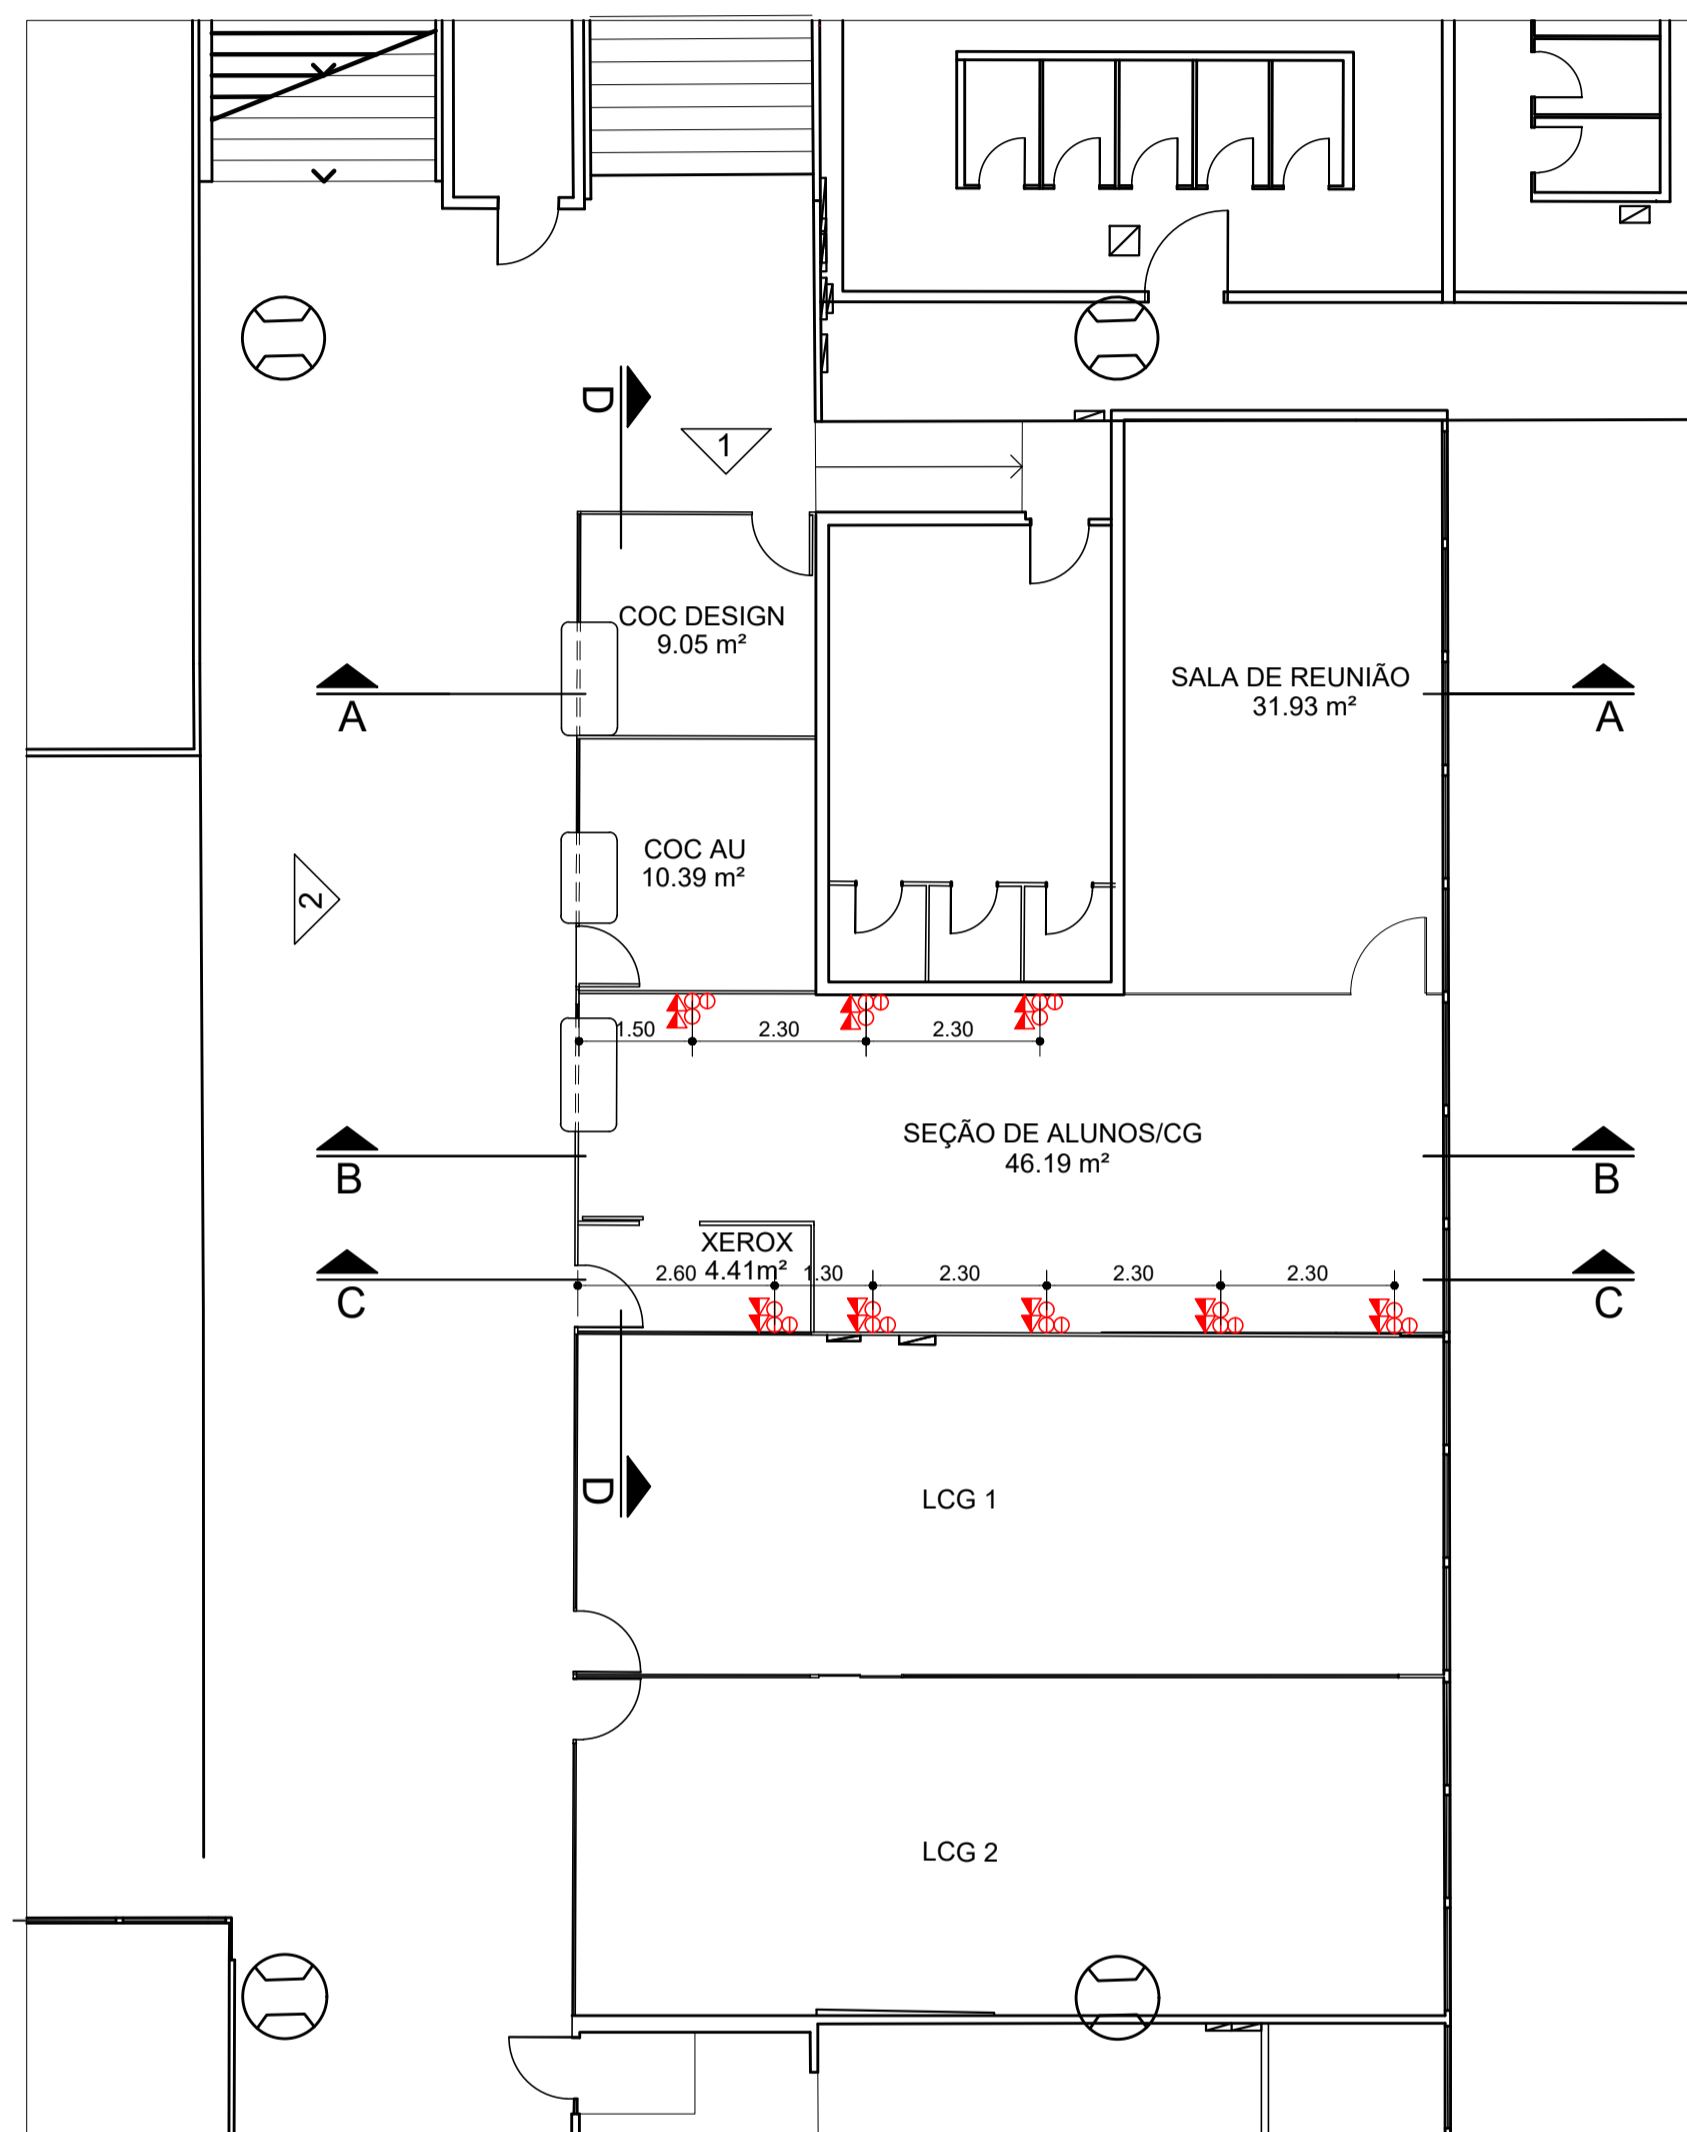 D
1
COC DESIGN
9.05 m²
SALA DE REUNIÃO
31.93 m²
A
A
COC AU
10.39 m²
2
1.50
2.30
2.30
SEÇÃO DE ALUNOS/CG
46.19 m²
B
B
XEROX
4.41m²
2.60
1.30
2.30
2.30
2.30
C
C
D
LCG 1
LCG 2